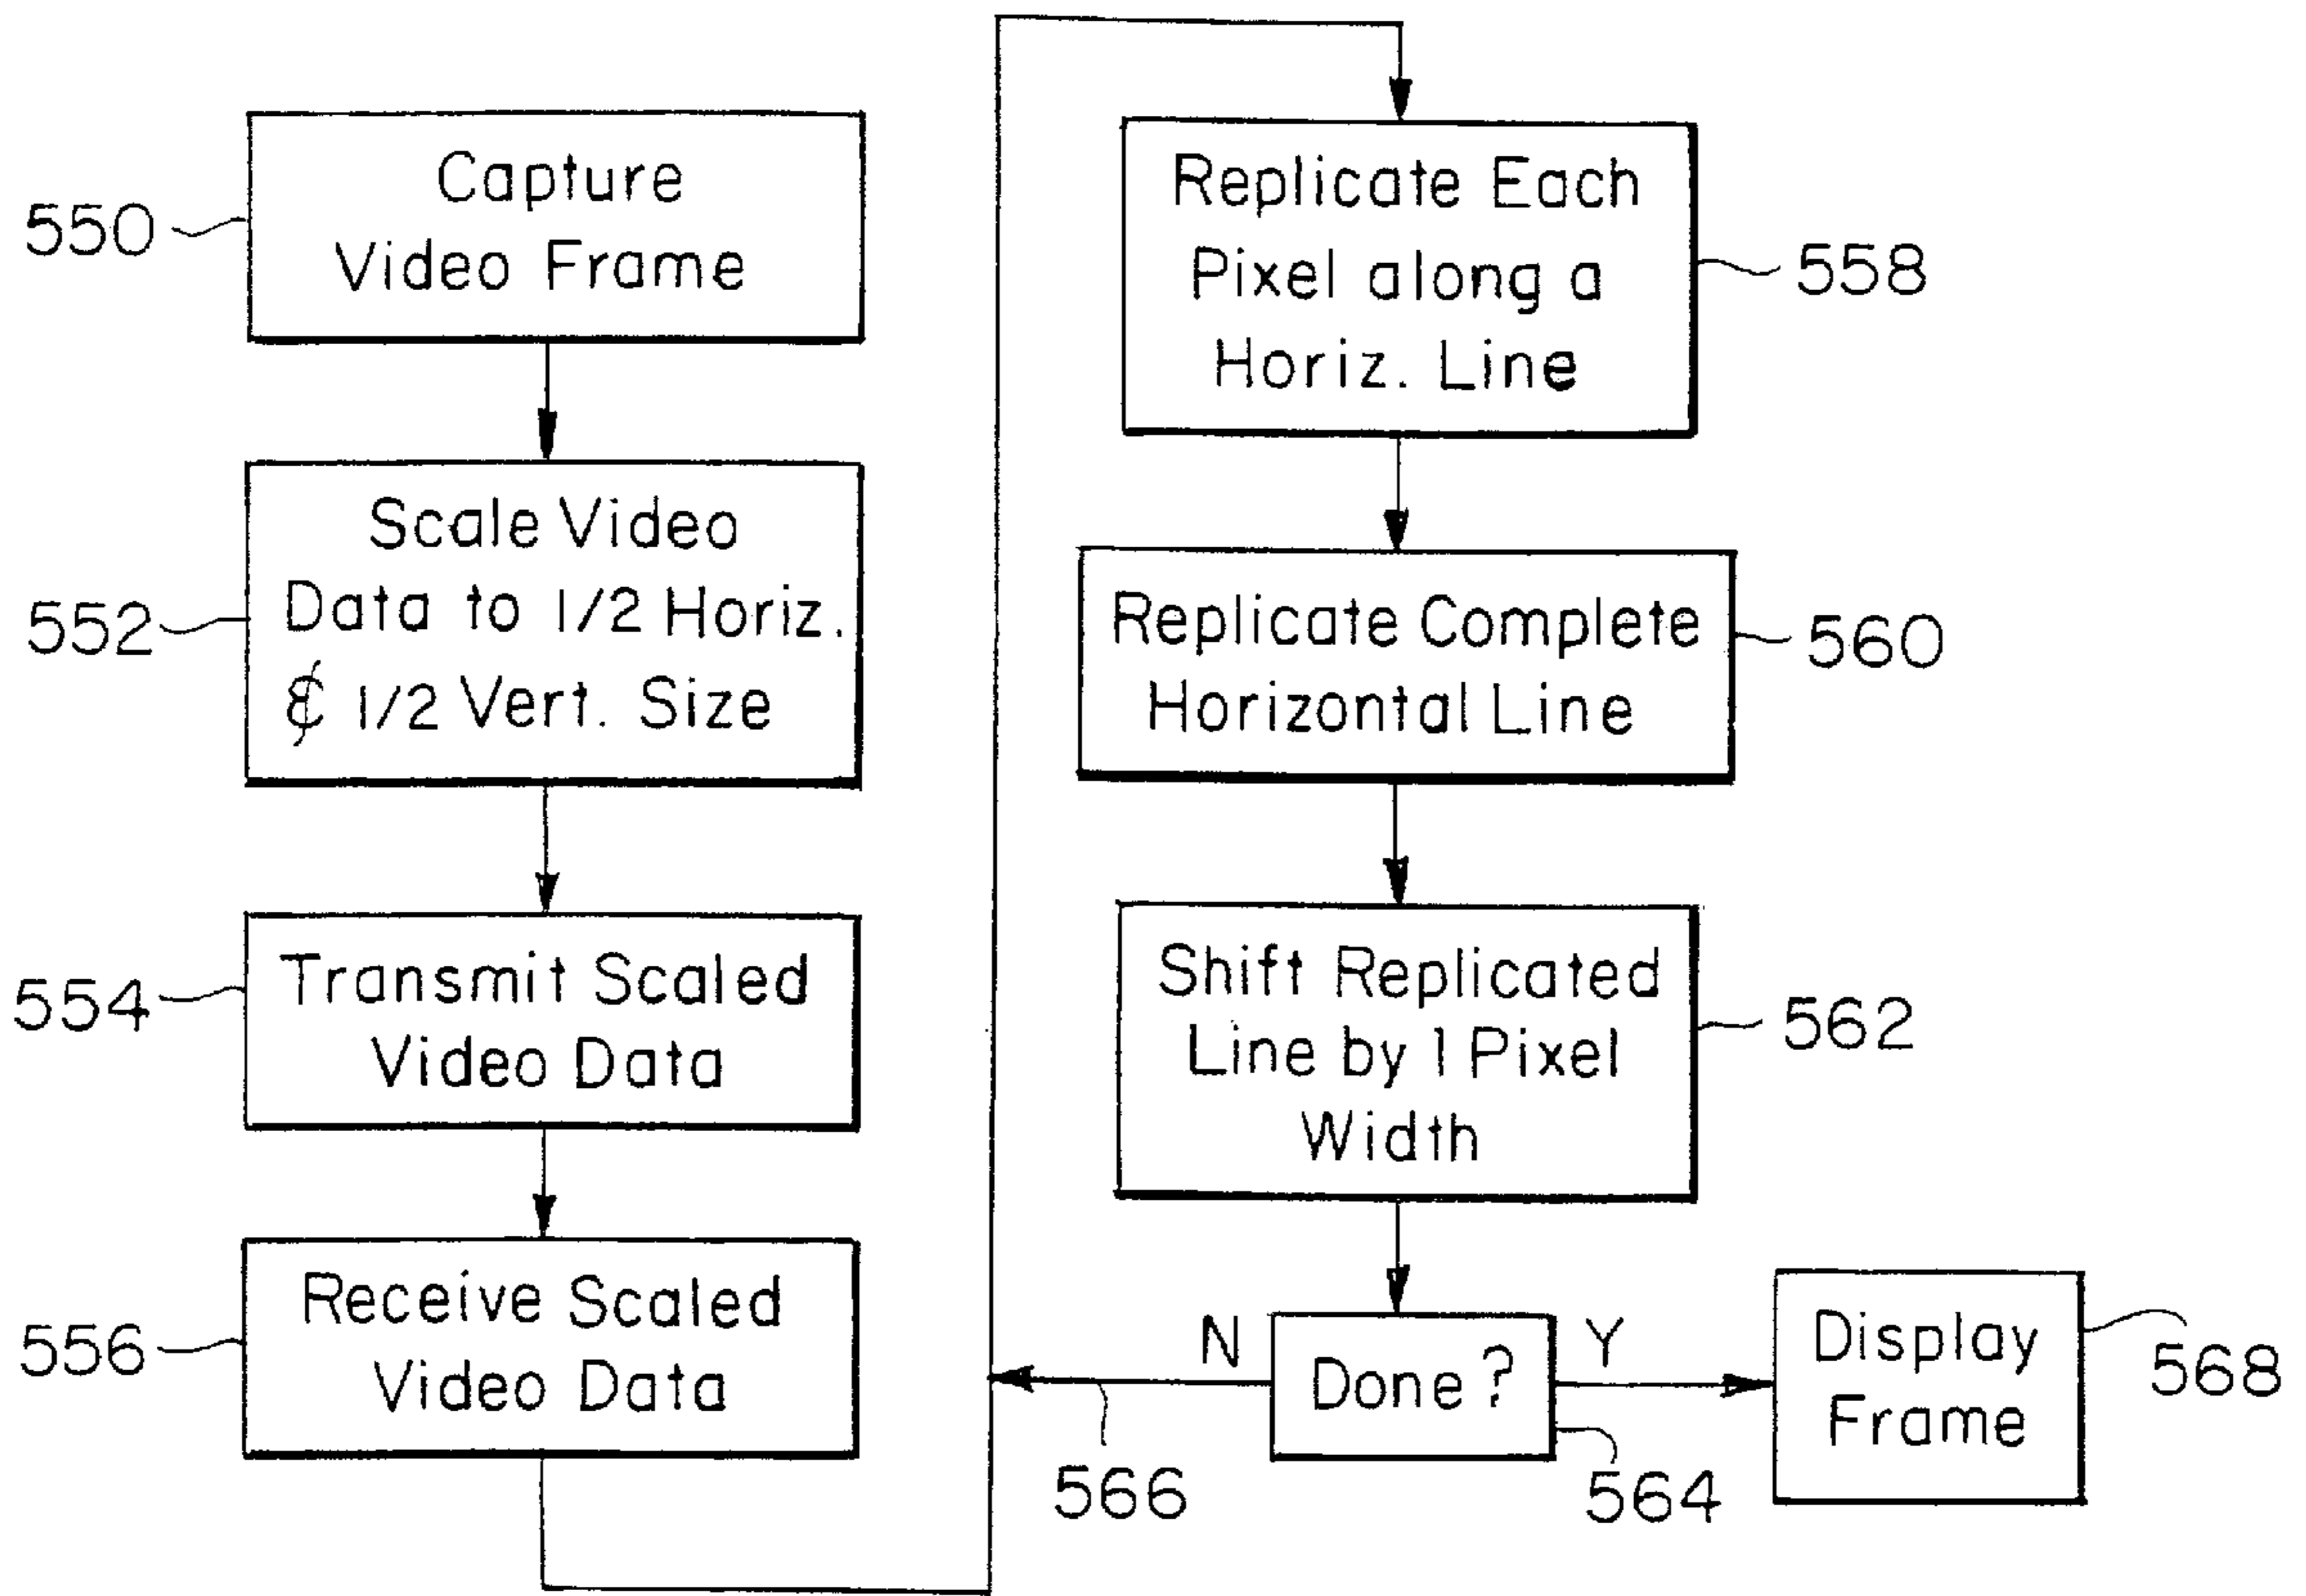 550
Capture
Video Frame
552
Scale Video
Data to 1/2 Horiz.
& 1/2 Vert. Size
554
Transmit Scaled
Video Data
556
Receive Scaled
Video Data
Replicate Each
Pixel along a
Horiz. Line
558
Replicate Complete
Horizontal Line
560
Shift Replicated
Line by 1 Pixel
Width
562
N
Done?
Y
564
566
Display
Frame
568